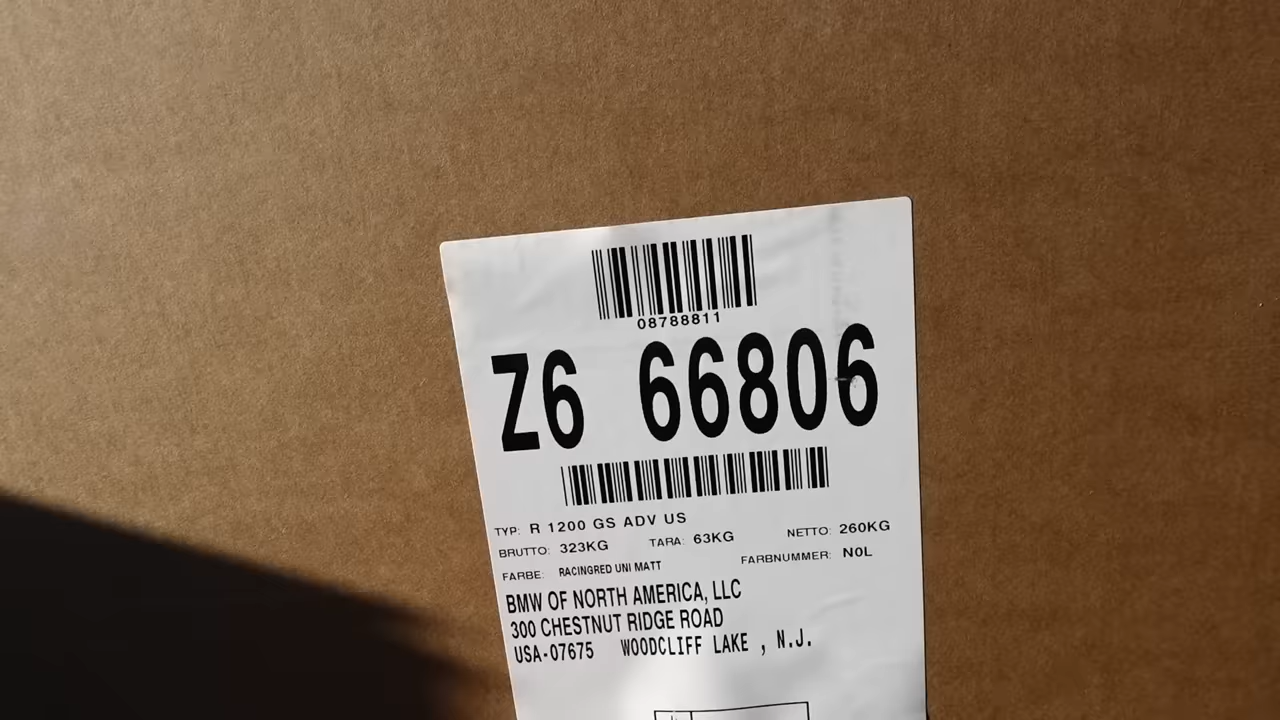 08788811
Z6 66806
TYP: R 1200 GS ADV US
BRUTTO: 323KG TARA: 63KG NETTO: 260KG
FARBE: RACINGRED UNI MATT FARBNUMMER: N0L
BMW OF NORTH AMERICA, LLC
300 CHESTNUT RIDGE ROAD
USA-07675 WOODCLIFF LAKE , N.J.